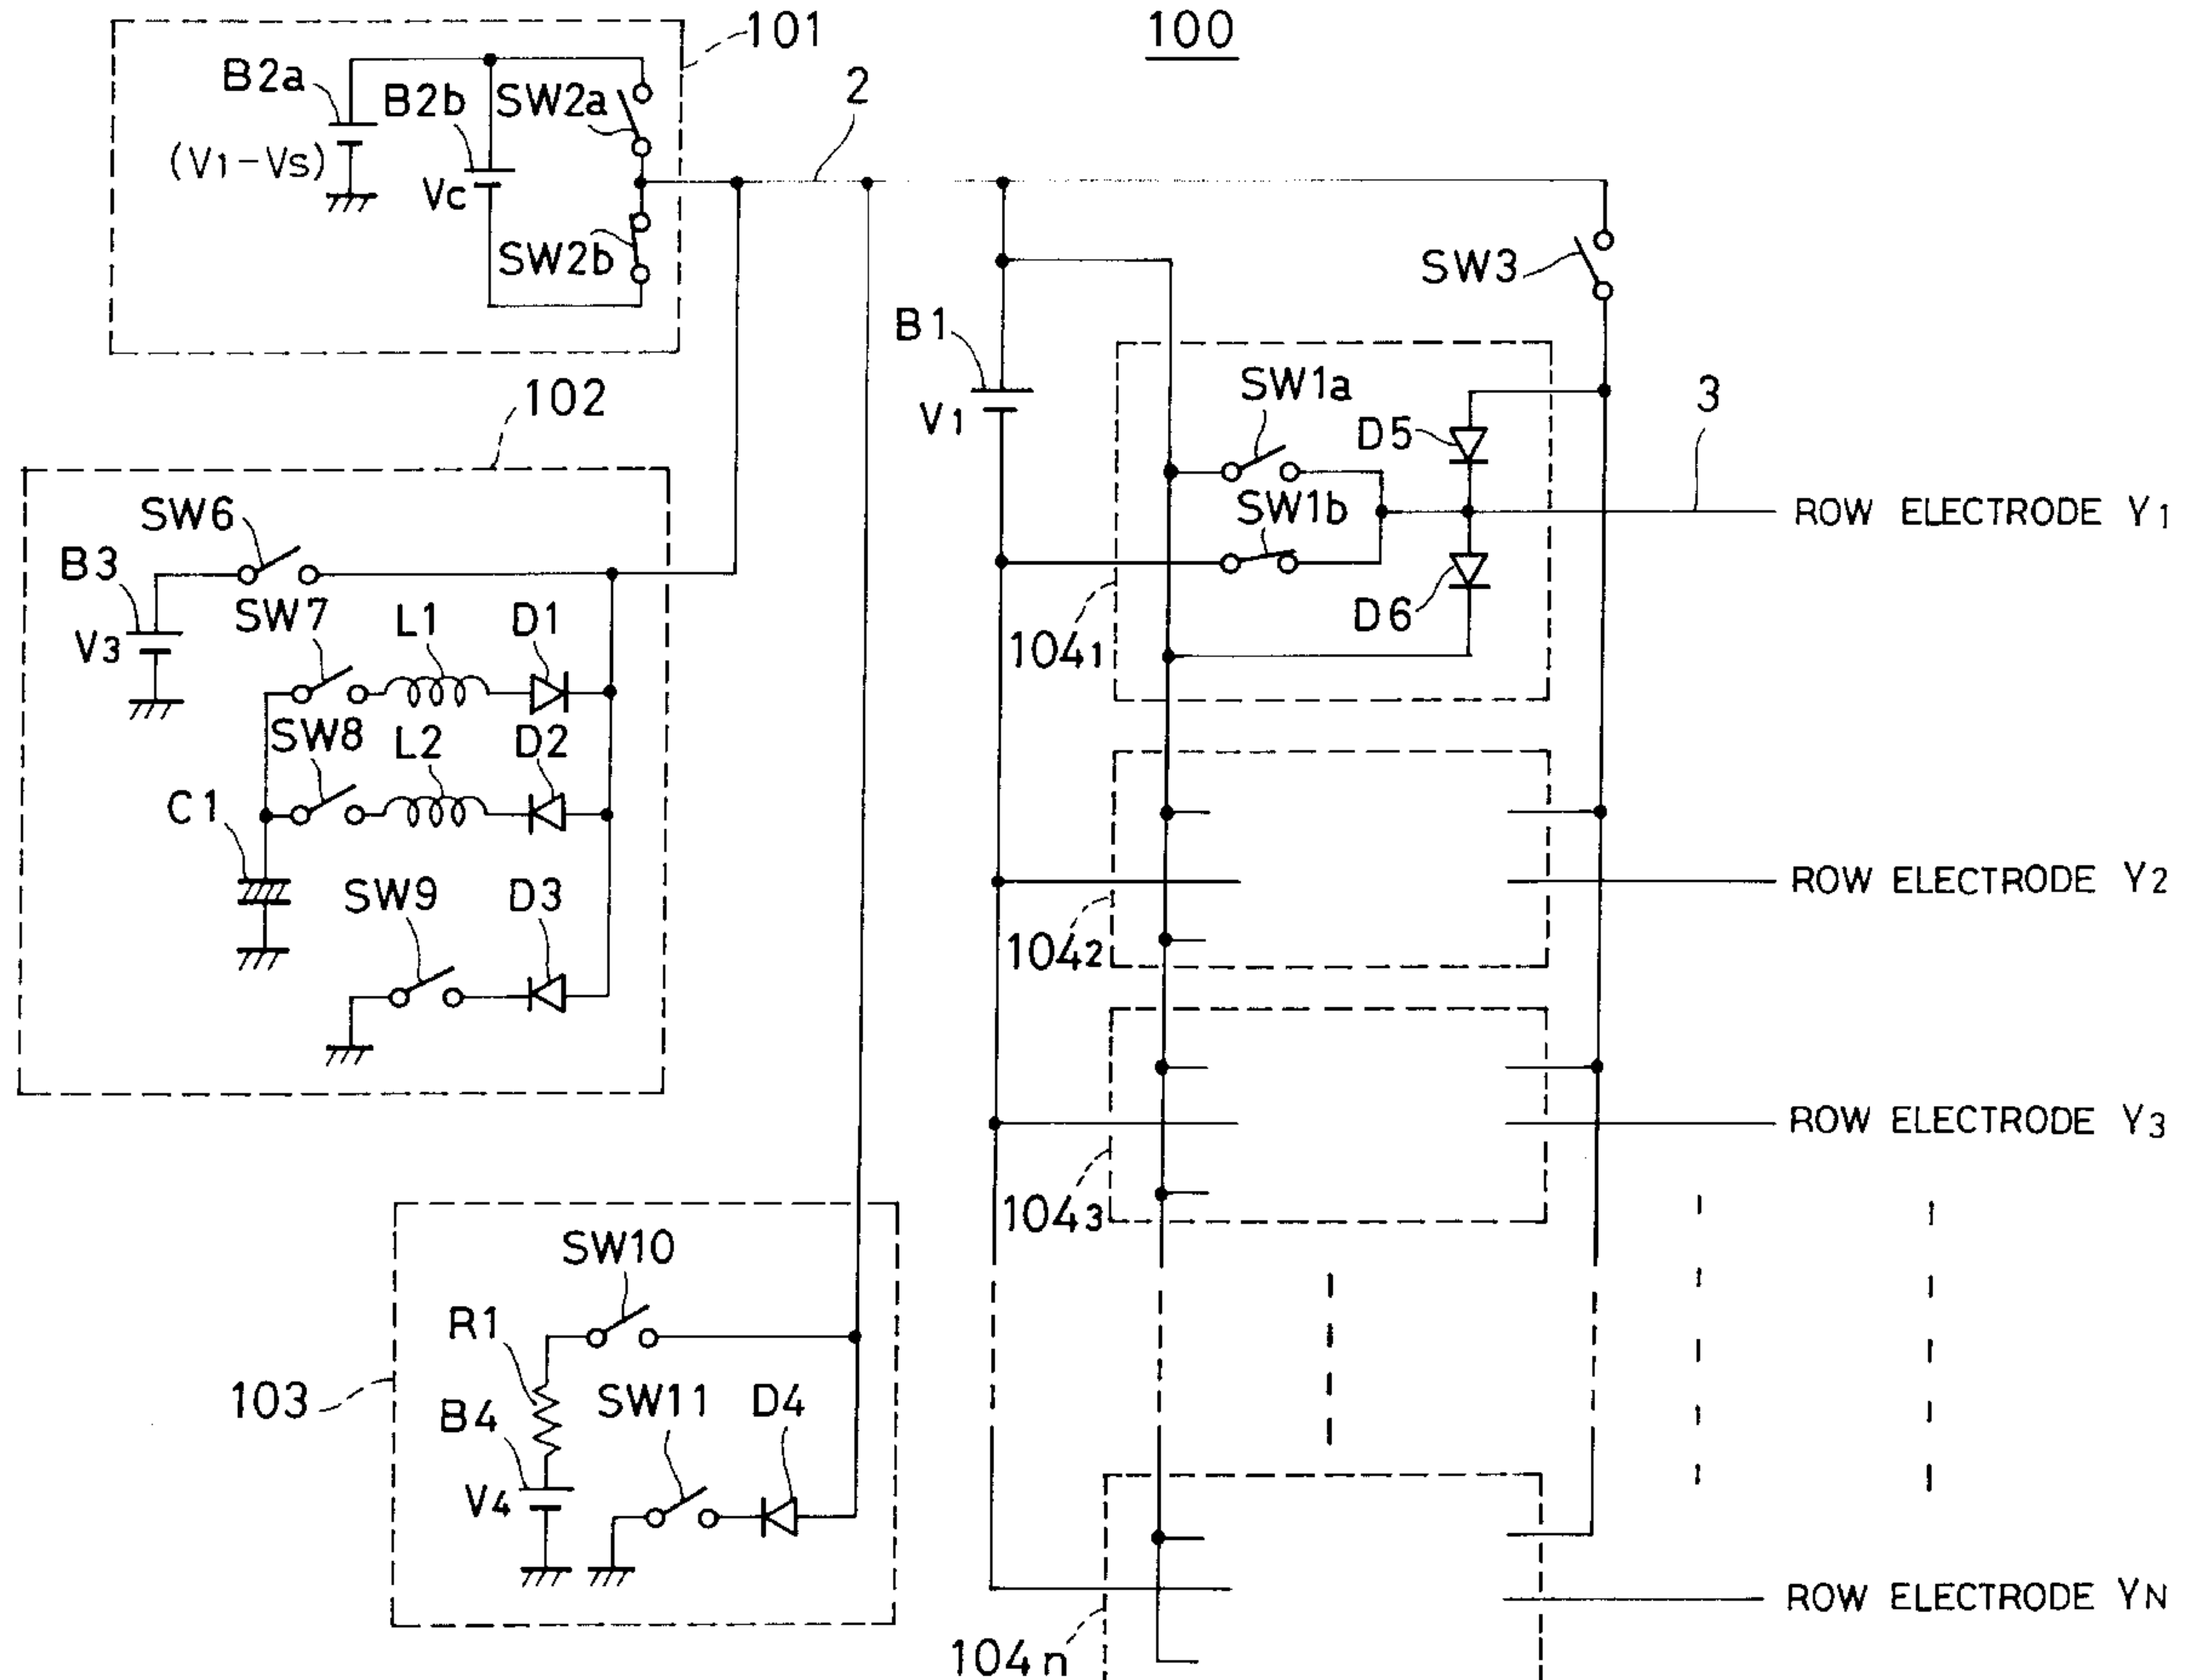 100
101
B2a
B2b
SW2a
(V1-Vs)
Vc
SW2b
2
SW3
B1
V1
102
SW6
B3
V3
SW7
L1
D1
SW8
L2
D2
C1
SW9
D3
SW1a
D5
3
SW1b
ROW ELECTRODE Y1
D6
1041
1042
ROW ELECTRODE Y2
1043
ROW ELECTRODE Y3
103
SW10
R1
B4
V4
SW11
D4
104n
ROW ELECTRODE YN